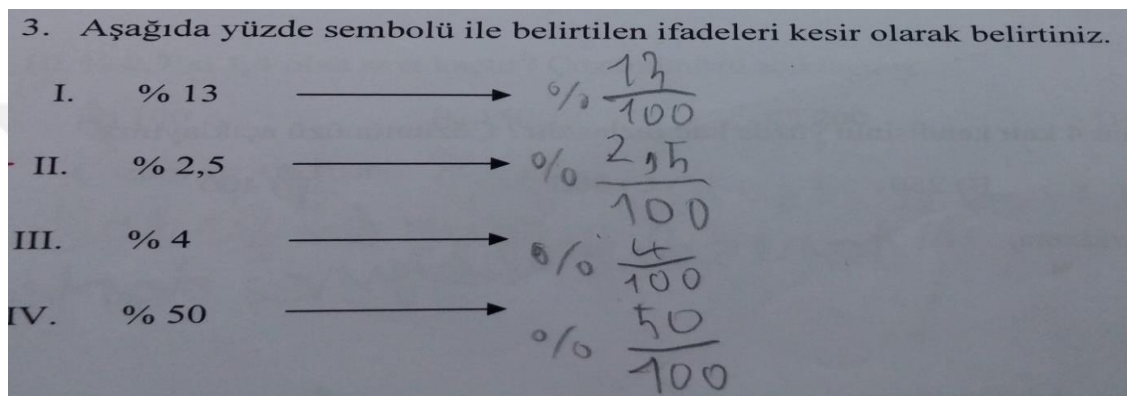 3. Aşağıda yüzde sembolü ile belirtilen ifadeleri kesir olarak belirtiniz.
I. % 13 % 13/100
II. % 2,5 % 2,5/100
III. % 4 % 4/100
IV. % 50 % 50/100